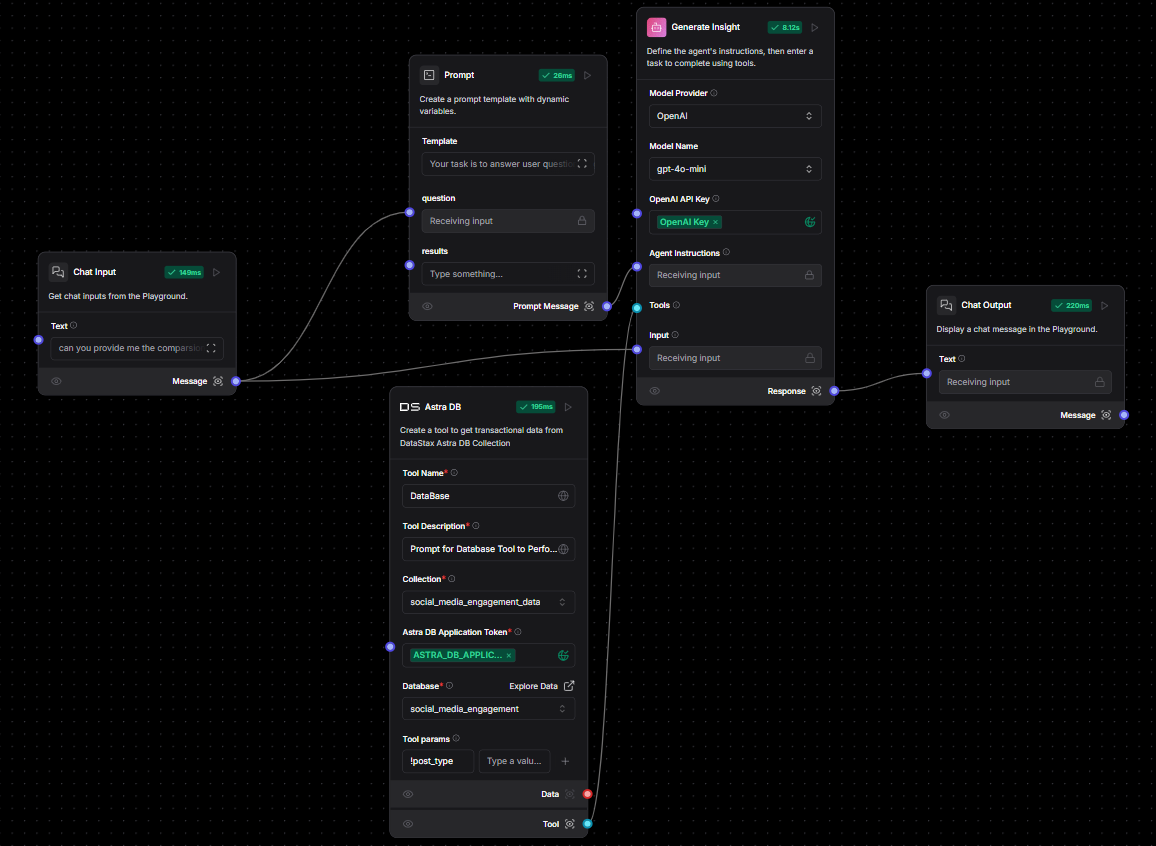 Chat Input
149ms
Get chat inputs from the Playground.
Text
can you provide me the comparsion
Message
Prompt
26ms
Create a prompt template with dynamic
variables.
Template
Your task is to answer user questio
question
Receiving input
results
Type something...
Prompt Message
DS Astra DB
195ms
Create a tool to get transactional data from
DataStax Astra DB Collection
Tool Name*
DataBase
Tool Description*
Prompt for Database Tool to Perfo...
Collection*
social_media_engagement_data
Astra DB Application Token*
ASTRA_DB_APPLIC... ×
Database*
Explore Data
social_media_engagement
Tool params
!post_type
Type a valu...
+
Data
Tool
Generate Insight
8.12s
Define the agent's instructions, then enter a
task to complete using tools.
Model Provider
OpenAI
Model Name
gpt-4o-mini
OpenAI API Key
OpenAI Key ×
Agent Instructions
Receiving input
Tools
Input
Receiving input
Response
Chat Output
220ms
Display a chat message in the Playground.
Text
Receiving input
Message